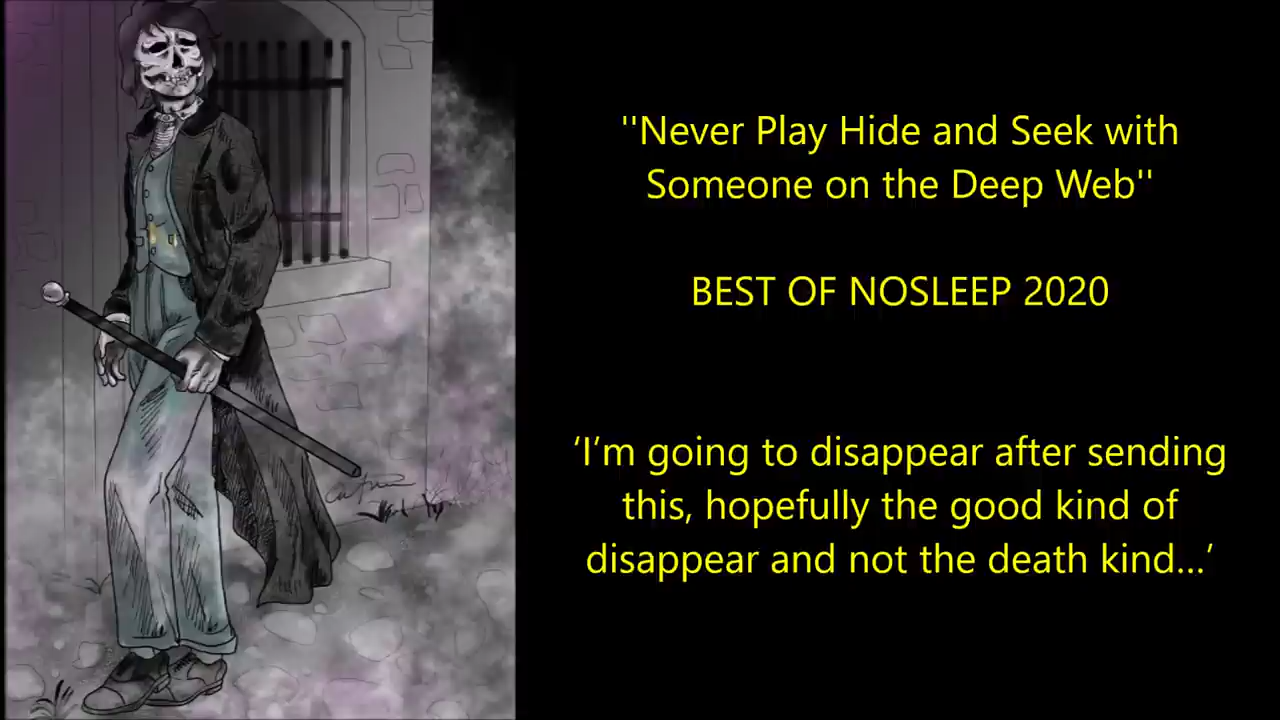 ''Never Play Hide and Seek with
Someone on the Deep Web''
BEST OF NOSLEEP 2020
‘I’m going to disappear after sending
this, hopefully the good kind of
disappear and not the death kind...’